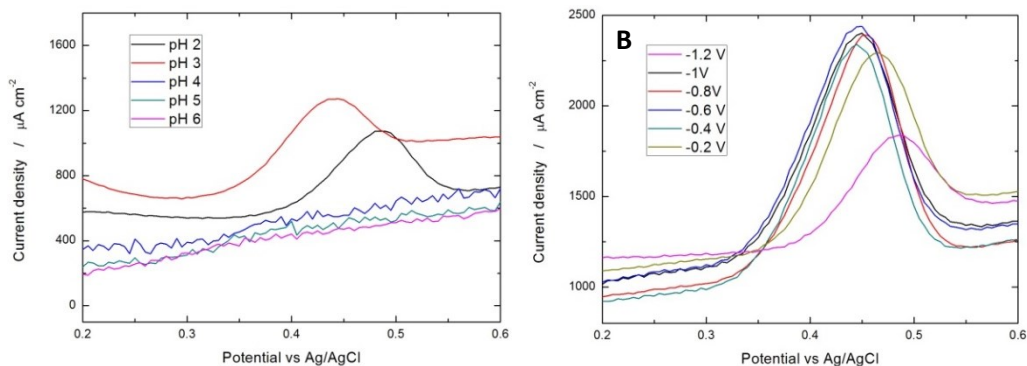 1600
1200
800
400
0
0.2 0.3 0.4 0.5 0.6
Current density / μA cm-2
Potential vs Ag/AgCl
pH 2
pH 3
pH 4
pH 5
pH 6
B
2500
2000
1500
1000
0.2 0.3 0.4 0.5 0.6
Current density / μA cm-2
Potential vs Ag/AgCl
-1.2 V
-1V
-0.8V
-0.6 V
-0.4 V
-0.2 V